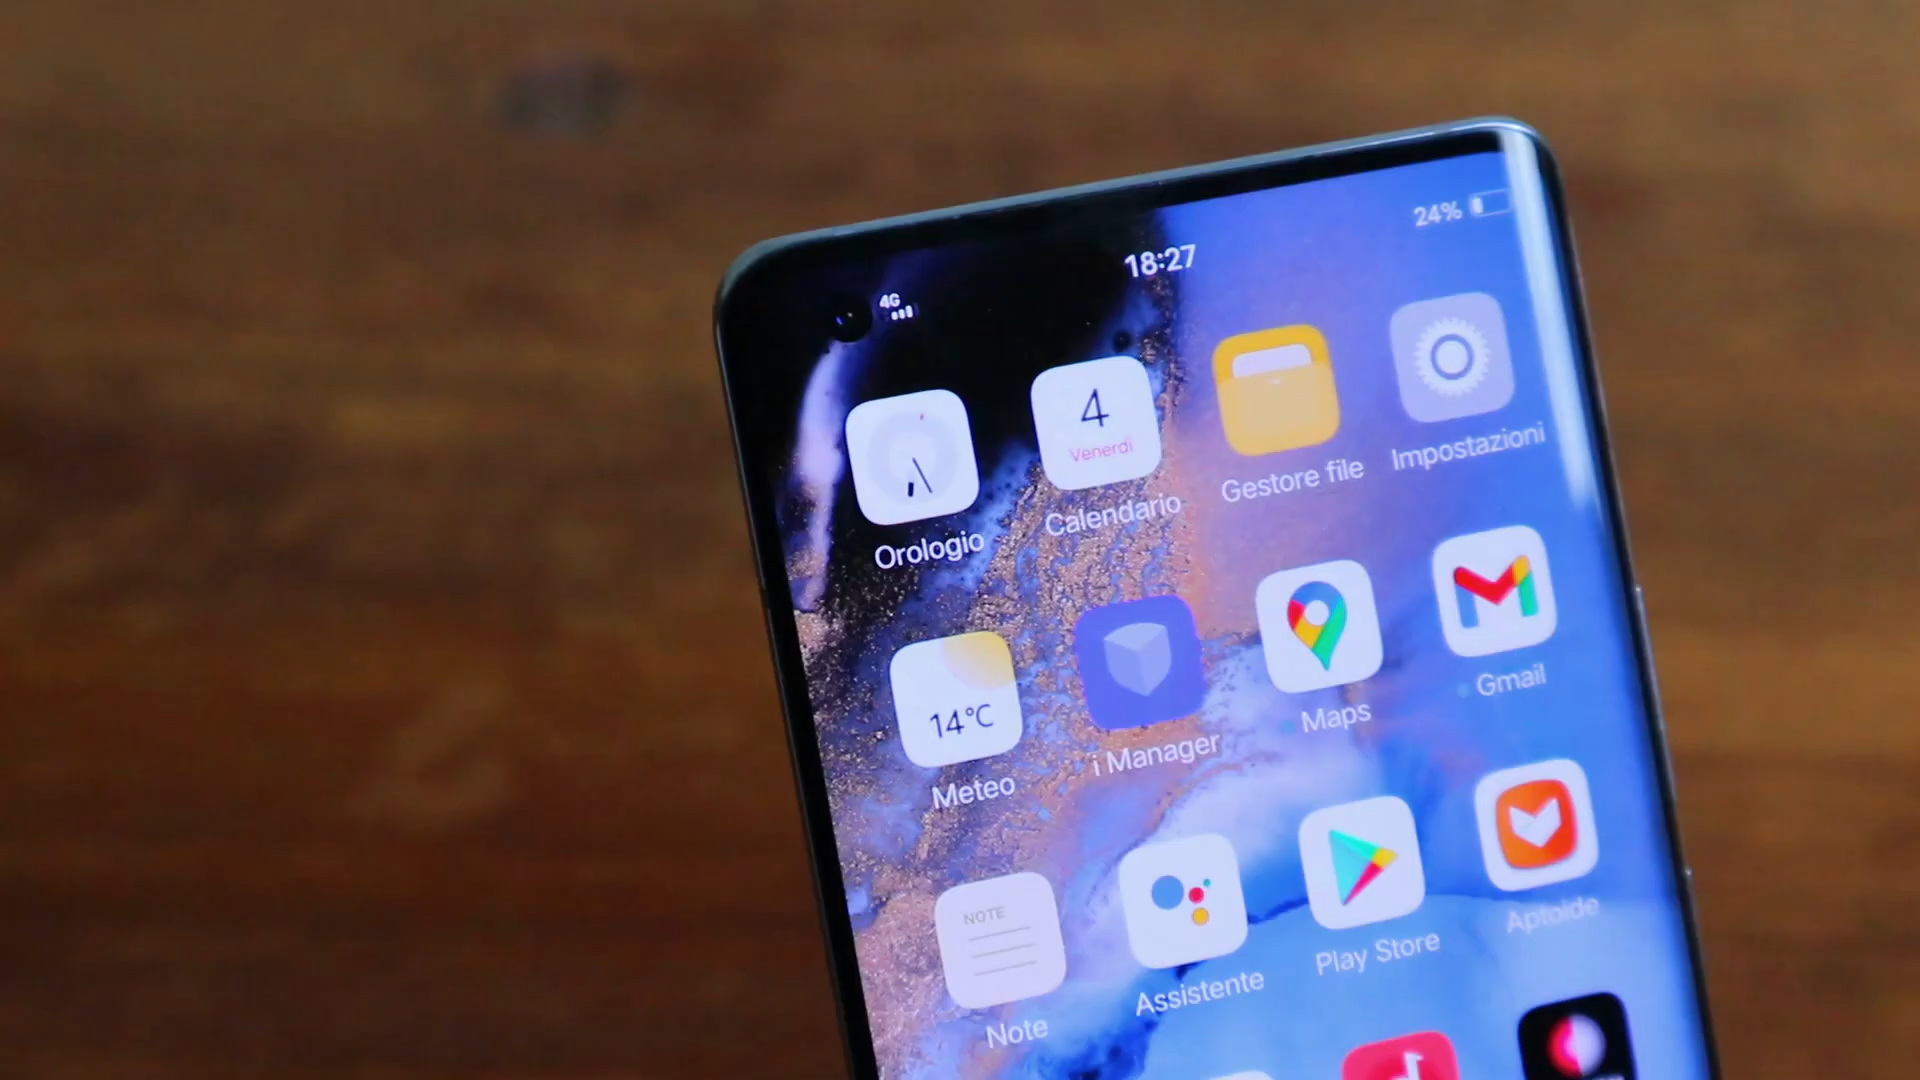 24%
18:27
4G
4
Venerdì
Orologio
Calendario
Gestore file
Impostazioni
14°C
Meteo
i Manager
Maps
Gmail
NOTE
Note
Assistente
Play Store
Aptoide